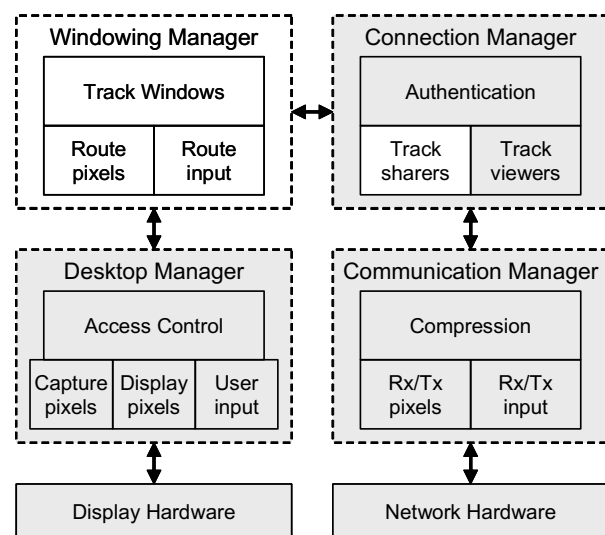 Windowing Manager
Track Windows
Route
pixels
Route
input
Connection Manager
Authentication
Track
sharers
Track
viewers
Desktop Manager
Access Control
Capture
pixels
Display
pixels
User
input
Communication Manager
Compression
Rx/Tx
pixels
Rx/Tx
input
Display Hardware
Network Hardware